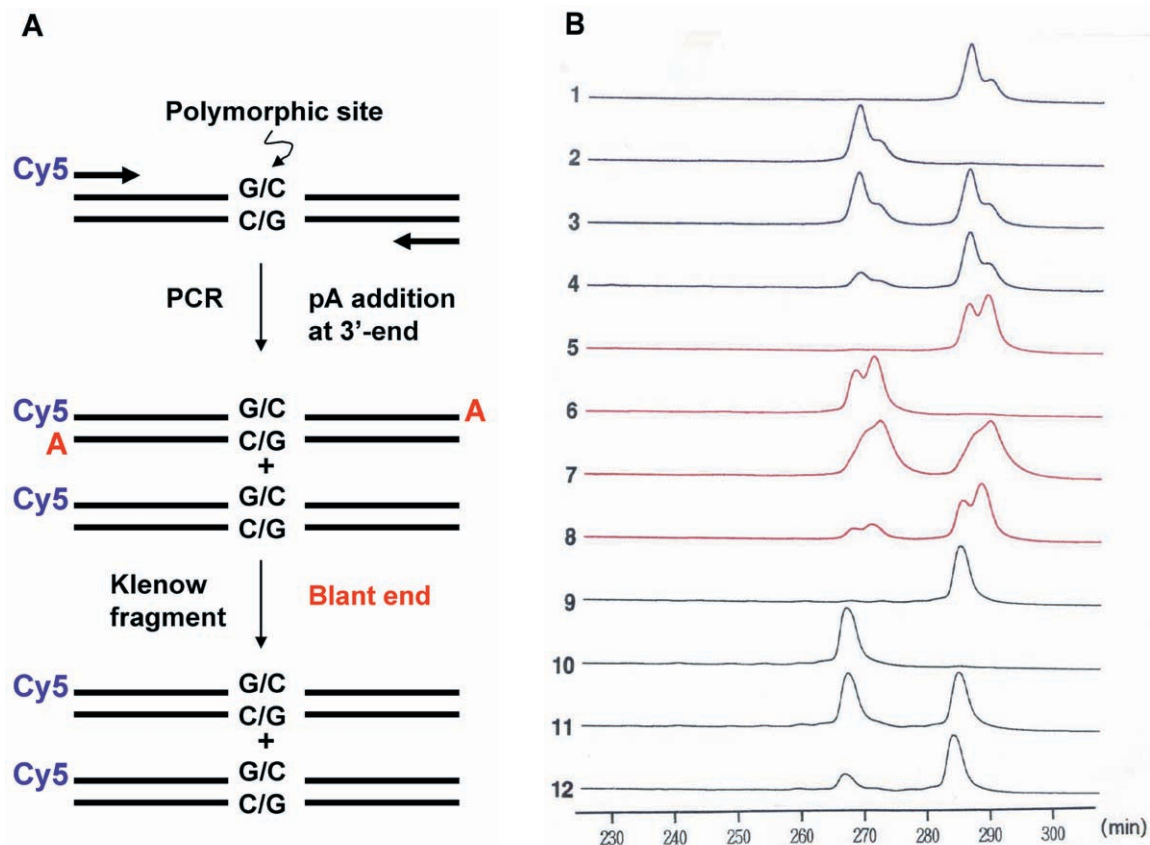 A
Polymorphic site
Cy5
G/C
C/G
PCR
pA addition
at 3'-end
Cy5
G/C
A
A
C/G
+
Cy5
G/C
C/G
Klenow
fragment
Blant end
Cy5
G/C
C/G
+
Cy5
G/C
C/G
B
1
2
3
4
5
6
7
8
9
10
11
12
230 240 250 260 270 280 290 300 (min)